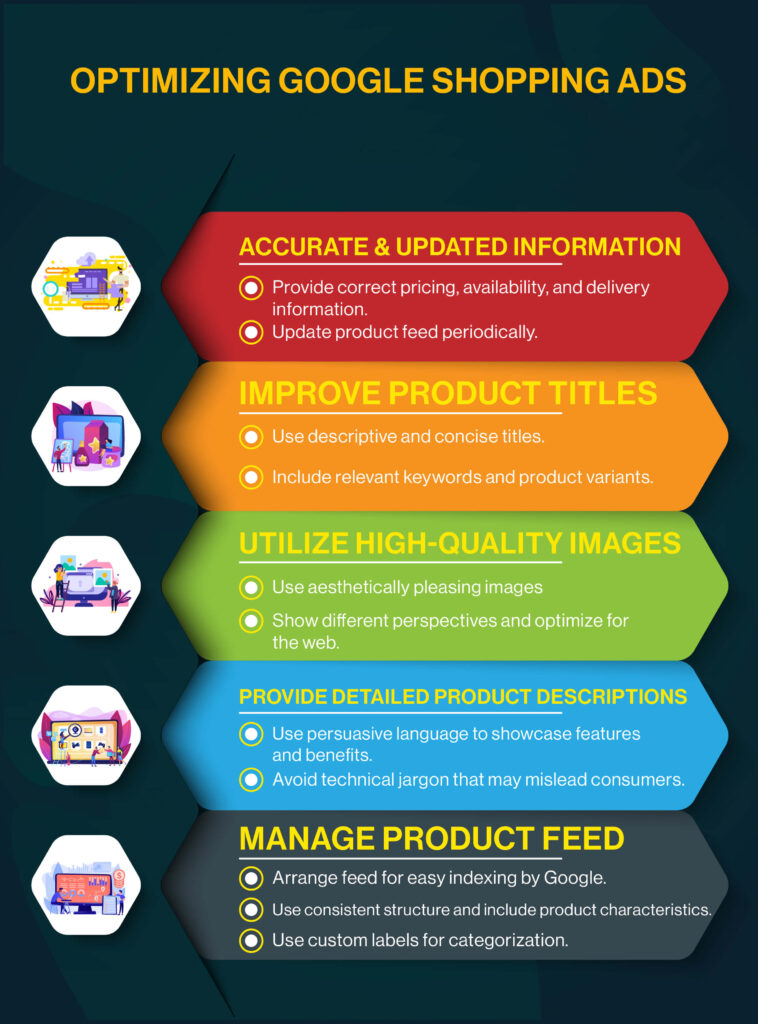 OPTIMIZING GOOGLE SHOPPING ADS
ACCURATE & UPDATED INFORMATION
Provide correct pricing, availability, and delivery
information.
Update product feed periodically.
IMPROVE PRODUCT TITLES
Use descriptive and concise titles.
Include relevant keywords and product variants.
UTILIZE HIGH-QUALITY IMAGES
Use aesthetically pleasing images
Show different perspectives and optimize for
the web.
PROVIDE DETAILED PRODUCT DESCRIPTIONS
Use persuasive language to showcase features
and benefits.
Avoid technical jargon that may mislead consumers.
MANAGE PRODUCT FEED
Arrange feed for easy indexing by Google.
Use consistent structure and include product characteristics.
Use custom labels for categorization.